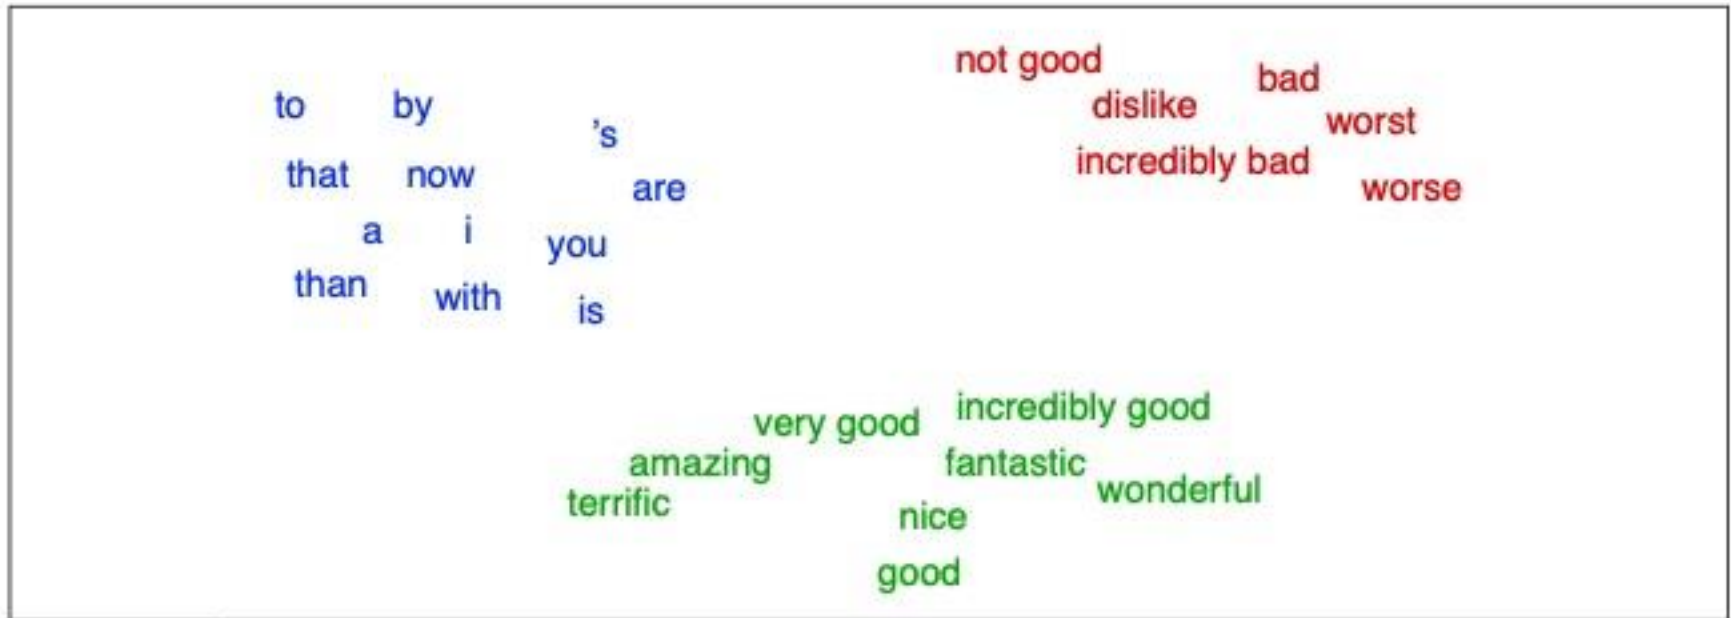 not good
bad
to by
dislike
worst
's
incredibly bad
that now
are
worse
a i
you
than
with
is
incredibly good
very good
amazing
fantastic
wonderful
terrific
nice
good